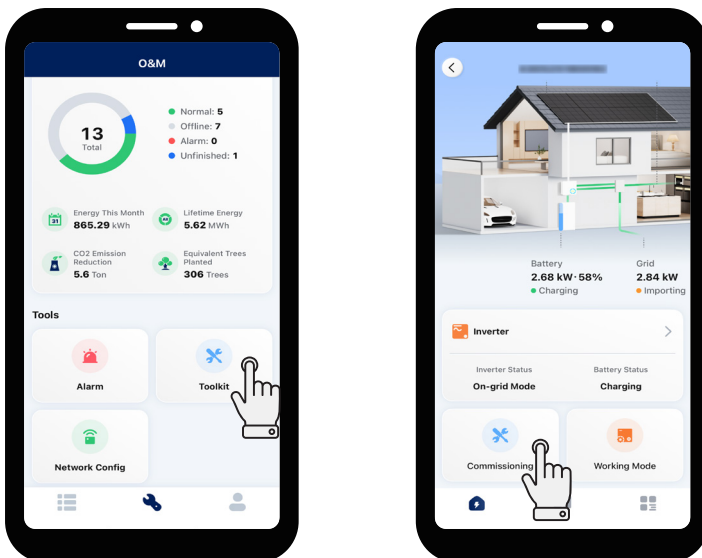 O&M
13
Total
Normal: 5
Offline: 7
Alarm: 0
Unfinished: 1
31
Energy This Month
865.29 kWh
Lifetime Energy
5.62 MWh
CO2 Emission
Reduction
5.6 Ton
Equivalent Trees
Planted
306 Trees
Tools
Alarm
Toolkit
Network Config
Battery
2.68 kW·58%
Charging
Grid
2.84 kW
Importing
Inverter
Inverter Status
On-grid Mode
Battery Status
Charging
Commissioning
Working Mode